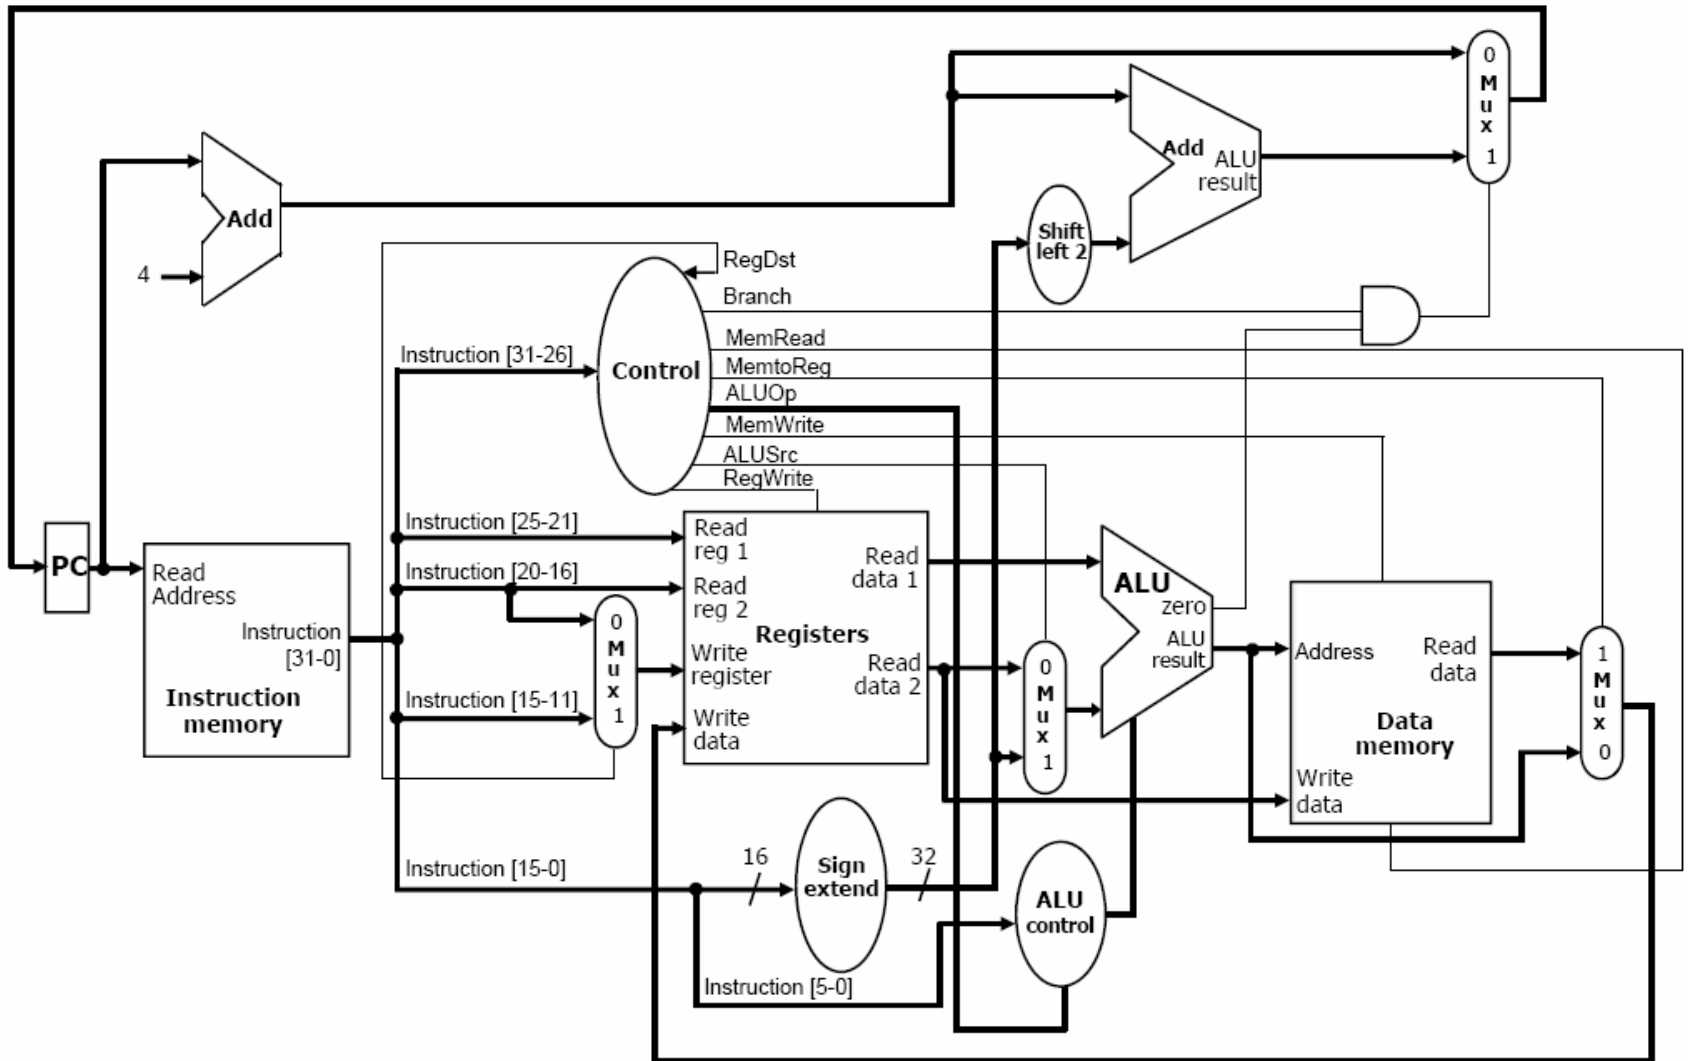 0
M
u
x
1
Add
ALU
result
Add
4
Shift
left 2
RegDst
Branch
MemRead
MemtoReg
ALUOp
MemWrite
ALUSrc
RegWrite
Control
Instruction [31-26]
Instruction [25-21]
Instruction [20-16]
Instruction [15-11]
PC
Read
Address
Instruction
[31-0]
Instruction
memory
0
M
u
x
1
Read
reg 1
Read
reg 2
Write
register
Write
data
Registers
Read
data 1
Read
data 2
0
M
u
x
1
ALU
zero
ALU
result
Address
Read
data
Data
memory
Write
data
1
M
u
x
0
Instruction [15-0]
16
Sign
extend
32
ALU
control
Instruction [5-0]